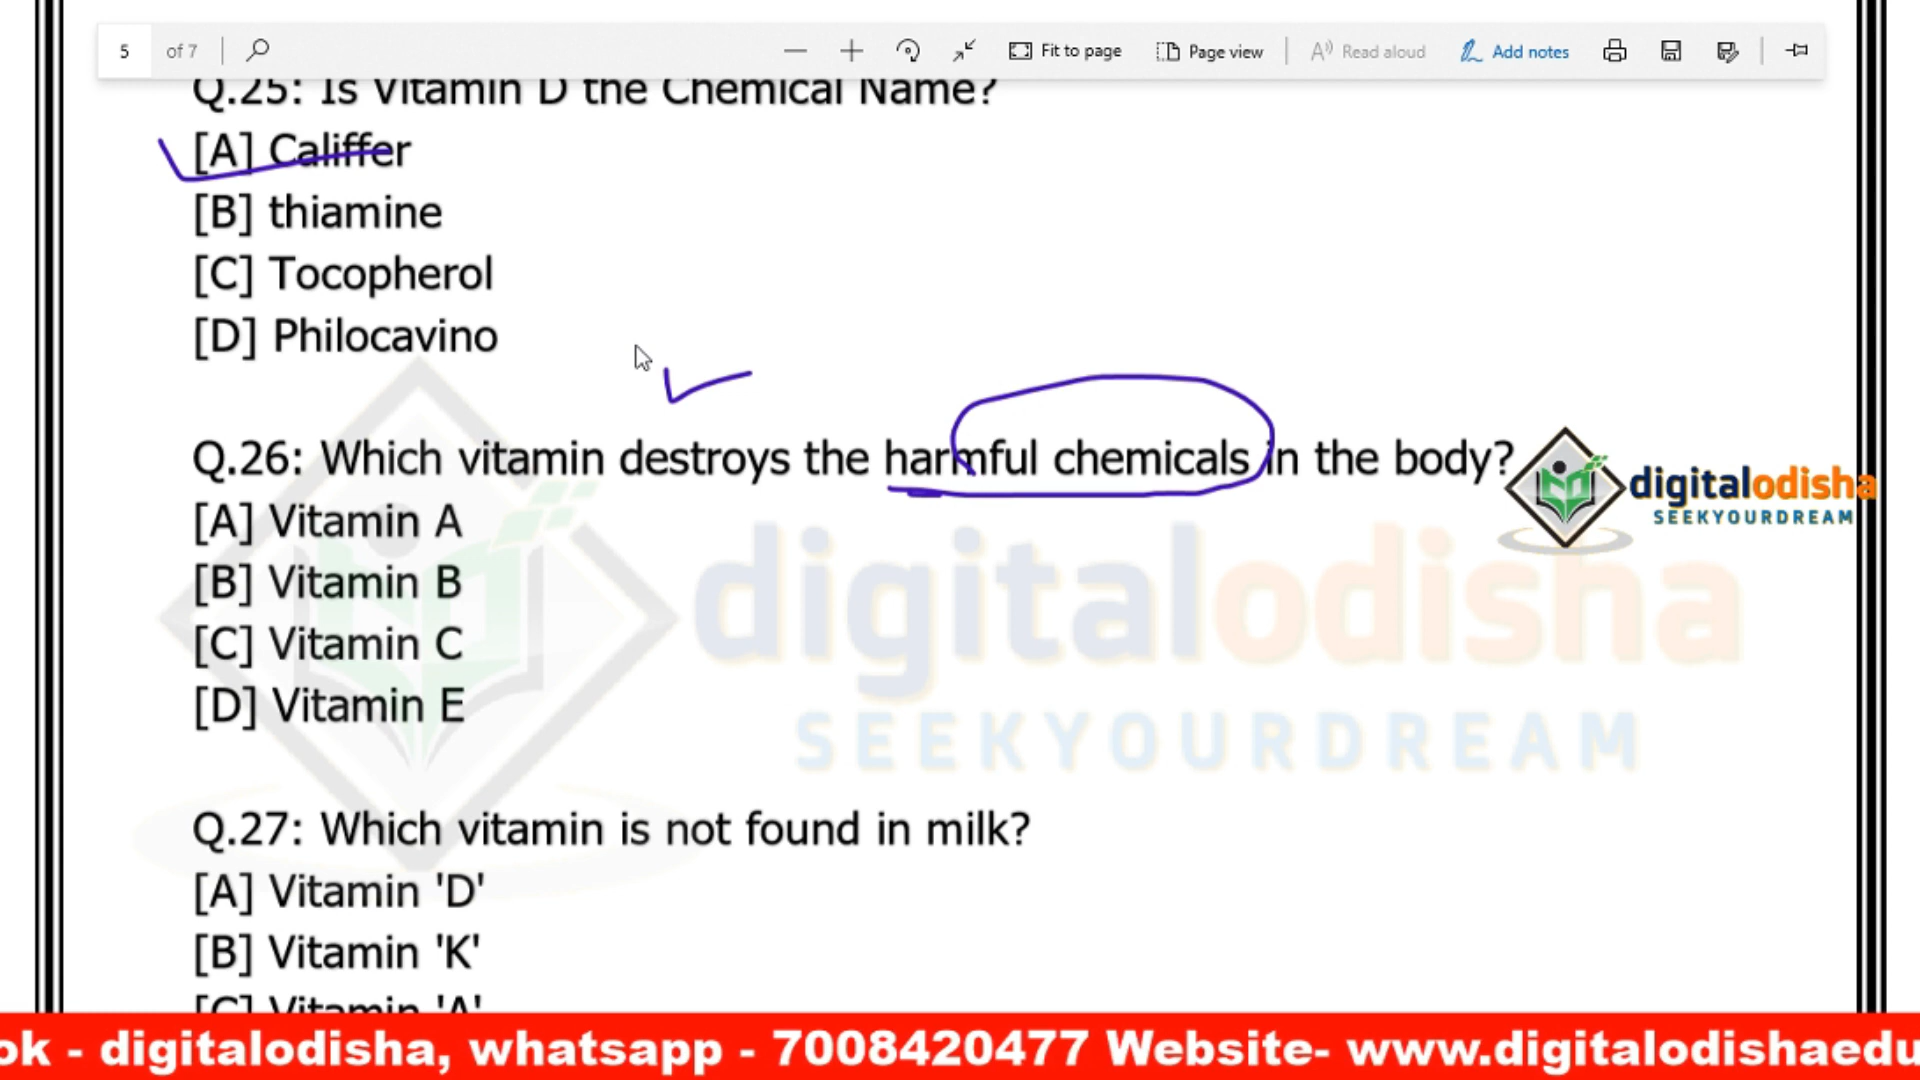 5 of 7 Fit to page Page view Read aloud Add notes
Q.25: Is Vitamin D the Chemical Name?
[A] Califfer
[B] thiamine
[C] Tocopherol
[D] Philocavino
Q.26: Which vitamin destroys the harmful chemicals in the body?
[A] Vitamin A
[B] Vitamin B
[C] Vitamin C
[D] Vitamin E
digitalodisha
SEEKYOURDREAM
digitalodisha
SEEKYOURDREAM
Q.27: Which vitamin is not found in milk?
[A] Vitamin 'D'
[B] Vitamin 'K'
[C] Vitamin 'A'
ok - digitalodisha, whatsapp - 7008420477 Website- www.digitalodishaedu